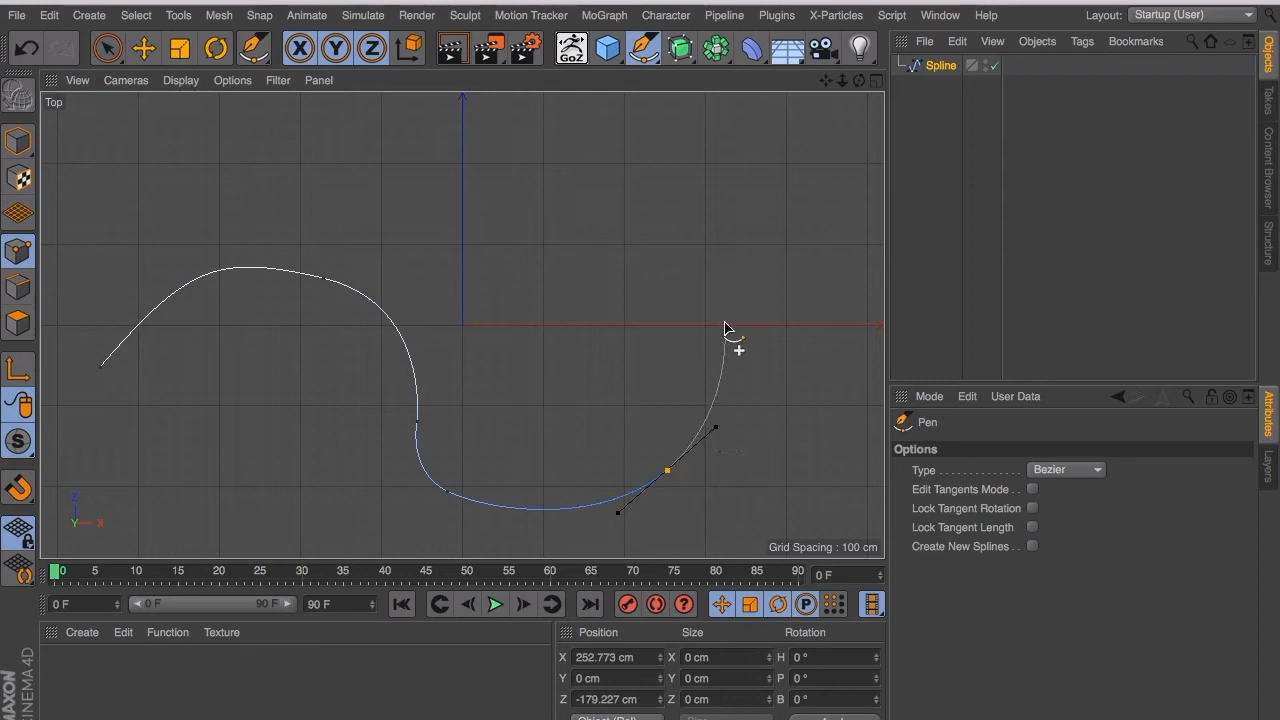 File Edit Create Select Tools Mesh Snap Animate Simulate Render Sculpt Motion Tracker MoGraph Character Pipeline Plugins X-Particles Script Window Help Layout: Startup (User)
X Y Z GoZ
File Edit View Objects Tags Bookmarks
Spline
View Cameras Display Options Filter Panel
Top
Z
Y X
Grid Spacing : 100 cm
0 5 10 15 20 25 30 35 40 45 50 55 60 65 70 75 80 85 90 0 F
0 F 0 F 90 F 90 F
Create Edit Function Texture
Position Size Rotation
X 252.773 cm X 0 cm H 0 °
Y 0 cm Y 0 cm P 0 °
Z -179.227 cm Z 0 cm B 0 °
Mode Edit User Data
Pen
Options
Type Bezier
Edit Tangents Mode . .
Lock Tangent Rotation
Lock Tangent Length
Create New Splines . .
Objects
Takes
Content Browser
Structure
Attributes
Layers
MAXON
CINEMA 4D